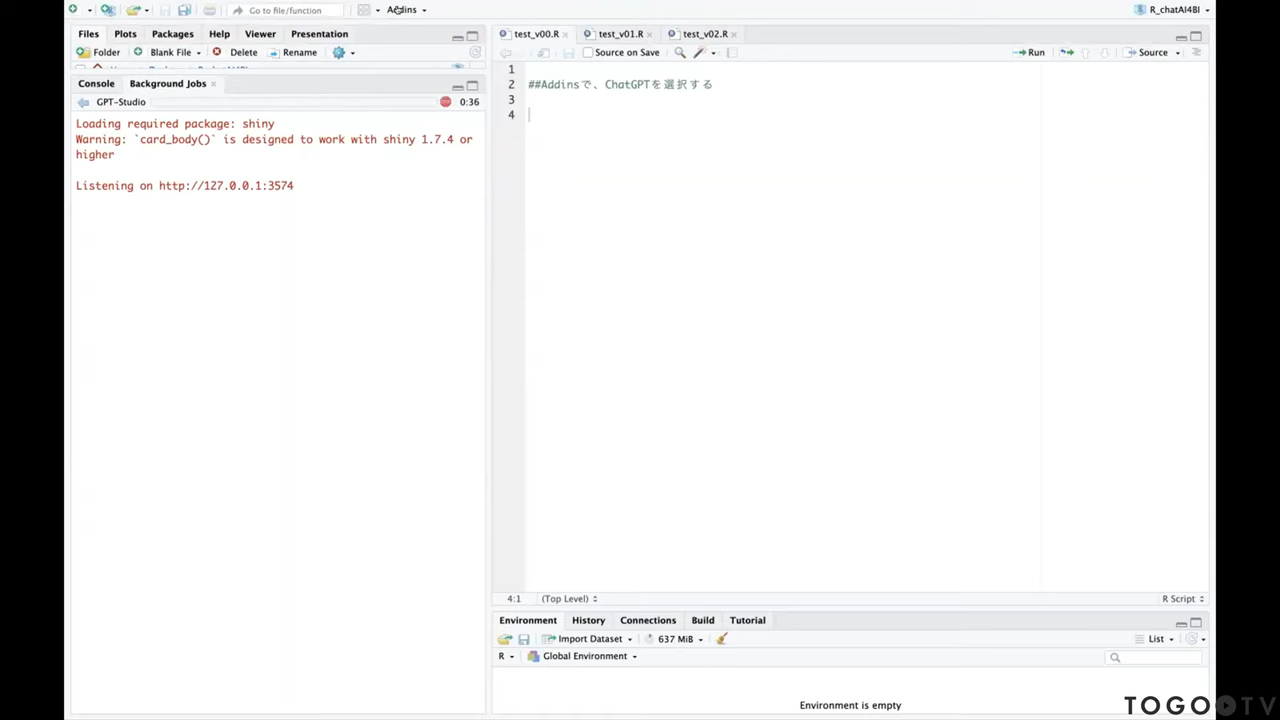 Go to file/function
Addins
R_chatAI4BI
Files Plots Packages Help Viewer Presentation
Folder Blank File Delete Rename
Console Background Jobs
GPT-Studio 0:36
Loading required package: shiny
Warning: `card_body()` is designed to work with shiny 1.7.4 or
higher
Listening on http://127.0.0.1:3574
test_v00.R test_v01.R test_v02.R
Source on Save Run Source
1
2 ##Addinsで、ChatGPTを選択する
3
4
4:1 (Top Level) R Script
Environment History Connections Build Tutorial
Import Dataset 637 MiB List
R Global Environment
Environment is empty
TOGO TV